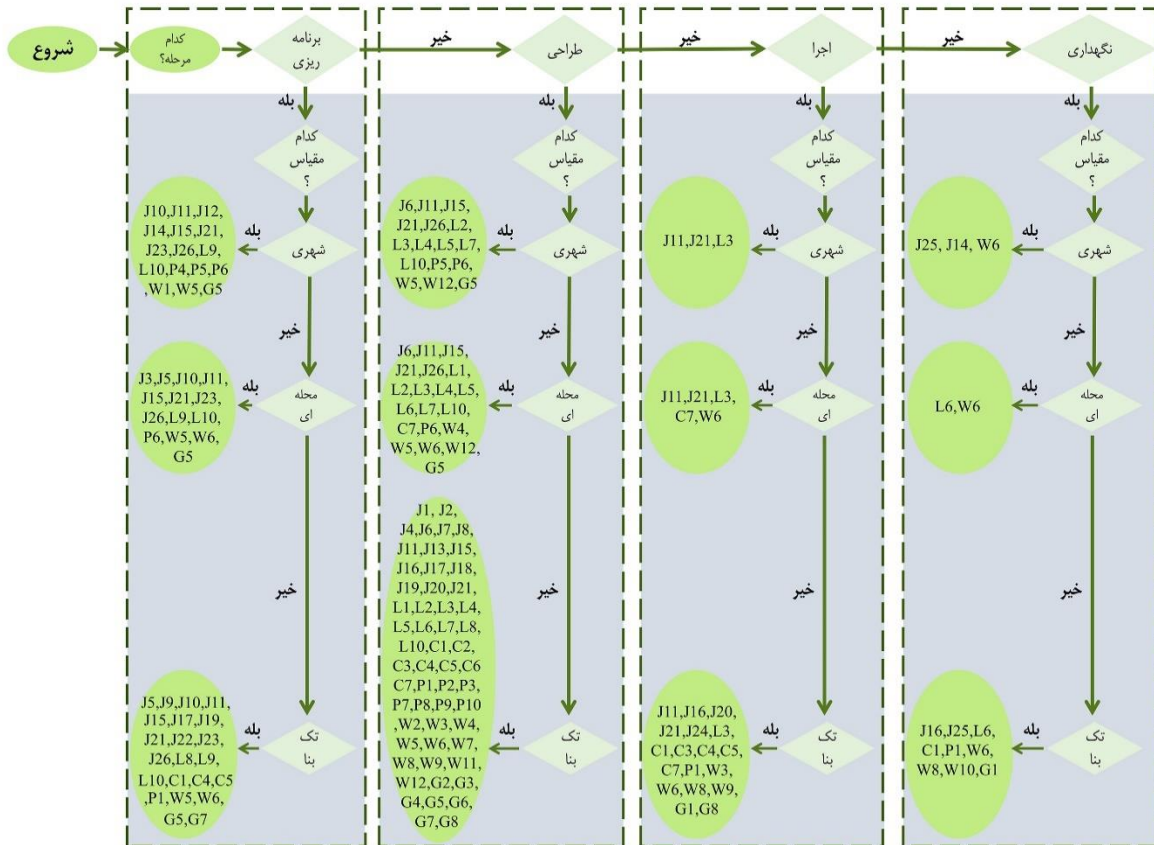 شروع
کدام
مرحله؟
برنامه
ریزی
خیر
طراحی
خیر
اجرا
خیر
نگهداری
بله
بله
بله
بله
کدام
مقیاس
؟
کدام
مقیاس
؟
کدام
مقیاس
؟
کدام
مقیاس
؟
J10,J11,J12,
J14,J15,J21,
J23,J26,L9,
L10,P4,P5,P6
,W1,W5,G5
بله
شهری
J6,J11,J15,
J21,J26,L2,
L3,L4,L5,L7,
L10,P5,P6,
W5,W12,G5
بله
شهری
J11,J21,L3
بله
شهری
J25, J14, W6
بله
شهری
خیر
خیر
خیر
خیر
J3,J5,J10,J11,
J15,J21,J23,
J26,L9,L10,
P6,W5,W6,
G5
بله
محله
ای
J6,J11,J15,
J21,J26,L1,
L2,L3,L4,L5,
L6,L7,L10,
C7,P6,W4,
W5,W6,W12,
G5
بله
محله
ای
J11,J21,L3,
C7,W6
بله
محله
ای
L6,W6
بله
محله
ای
خیر
خیر
خیر
خیر
J5,J9,J10,J11,
J15,J17,J19,
J21,J22,J23,
J26,L8,L9,
L10,C1,C4,C5
,P1,W5,W6,
G5,G7
بله
تک
بنا
J1, J2,
J4,J6,J7,J8,
J11,J13,J15,
J16,J17,J18,
J19,J20,J21,
L1,L2,L3,L4,
L5,L6,L7,L8,
L10,C1,C2,
C3,C4,C5,C6
C7,P1,P2,P3,
P7,P8,P9,P10
,W2,W3,W4,
W5,W6,W7,
W8,W9,W11,
W12,G2,G3,
G4,G5,G6,
G7,G8
بله
تک
بنا
J11,J16,J20,
J21,J24,L3,
C1,C3,C4,C5,
C7,P1,W3,
W6,W8,W9,
G1,G8
بله
تک
بنا
J16,J25,L6,
C1,P1,W6,
W8,W10,G1
بله
تک
بنا